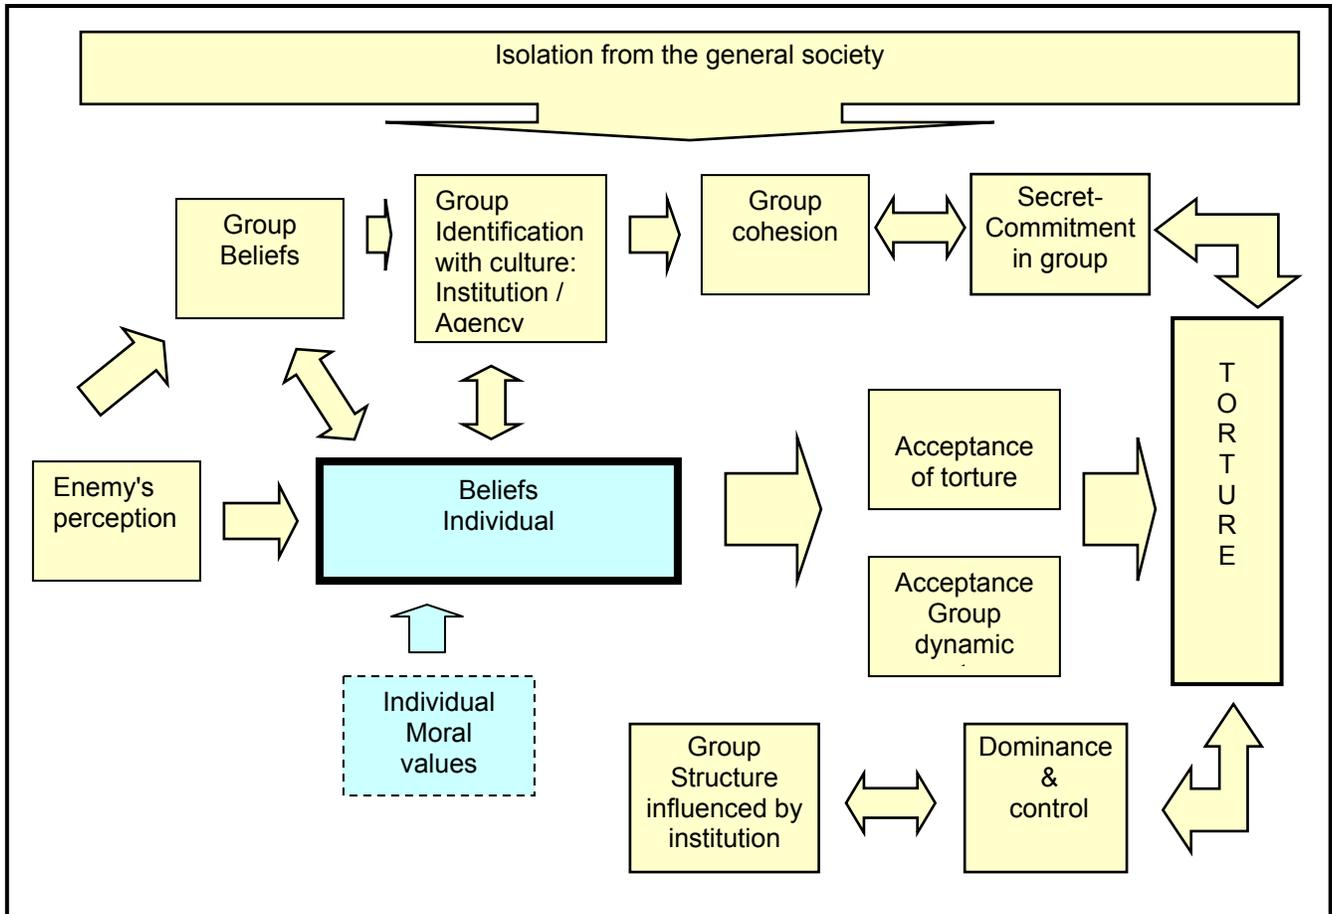 Isolation from the general society
Group
Beliefs
Group
Identification
with culture:
Institution /
Agency
Group
cohesion
Secret-
Commitment
in group
T
O
R
T
U
R
E
Enemy's
perception
Beliefs
Individual
Acceptance
of torture
Acceptance
Group
dynamic
Individual
Moral
values
Group
Structure
influenced by
institution
Dominance
&
control